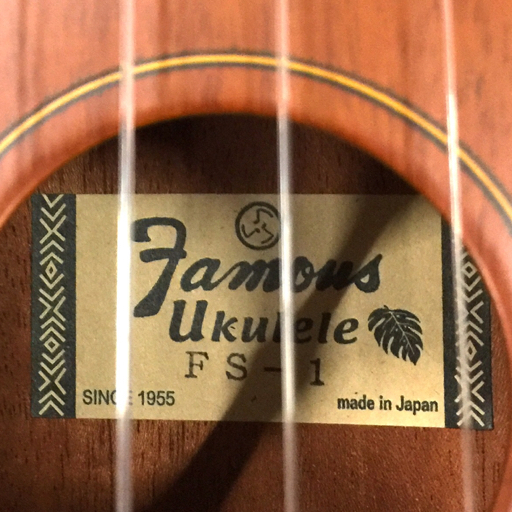 Famous
Ukulele
FS-1
SINCE 1955
made in Japan